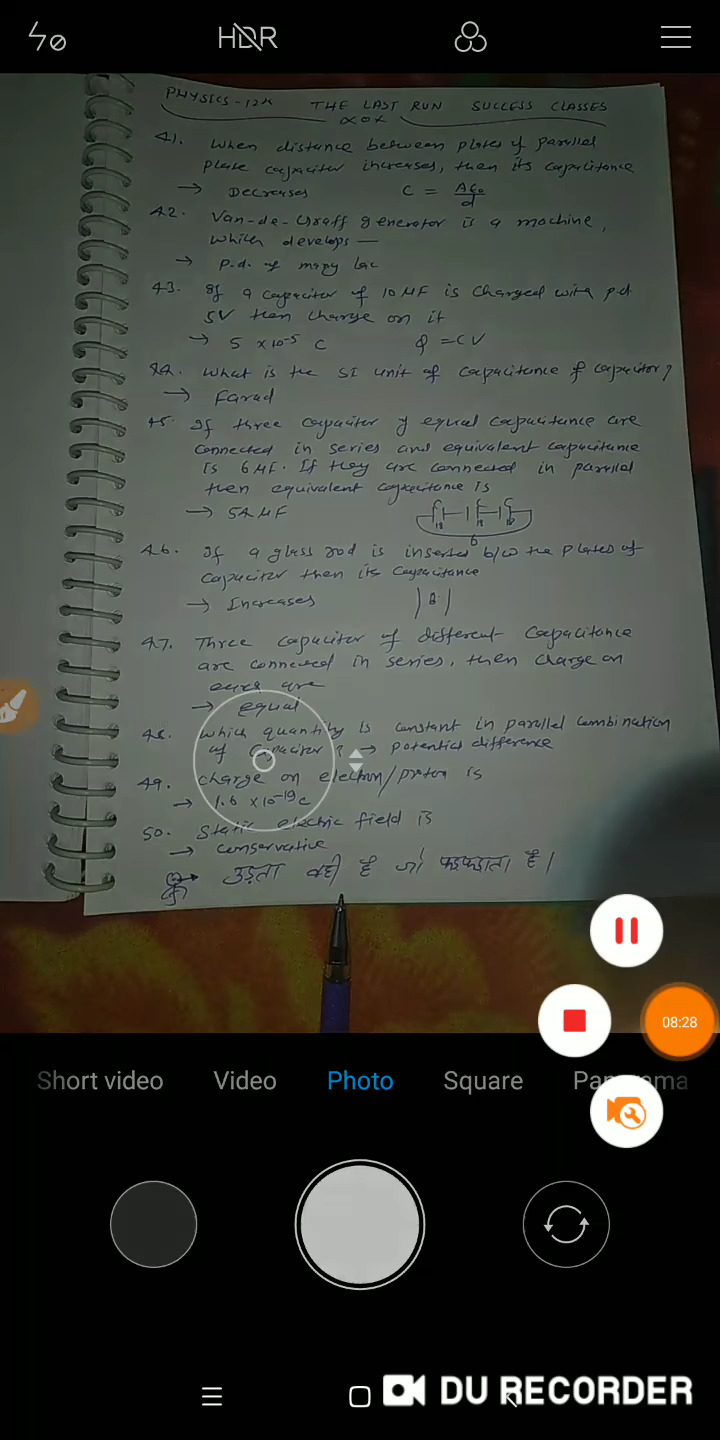 HDR
PHYSICS-12th THE LAST RUN SUCCESS CLASSES
41. When distance between plates of parallel
plate capacitor increases, then its capacitance
→ Decreases C = Aε₀/d
42. Van-de-Graff generator is a machine,
which develops —
→ P.d. of many lac
43. If a capacitor of 10 μF is charged with p.d
5V then charge on it
→ 5 × 10⁻⁵ C Q = CV
44. What is the SI unit of capacitance of capacitor?
→ Farad
45. If three capacitor of equal capacitance are
connected in series and equivalent capacitance
is 6 μF. If they are connected in parallel
then equivalent capacitance is
→ 54 μF
18 18 18
6
46. If a glass rod is inserted b/w the plates of
capacitor then its capacitance
→ Increases
47. Three capacitor of different capacitance
are connected in series, then charge on
are
→ equal
48. which quantity is constant in parallel combination
of capacitor? → potential difference
49. charge on electron/proton is
→ 1.6 × 10⁻¹⁹ c
50. Static electric field is
→ conservative
उड़ता वही है जो फड़फड़ाता है।
08:28
Short video Video Photo Square Panorama
DU RECORDER